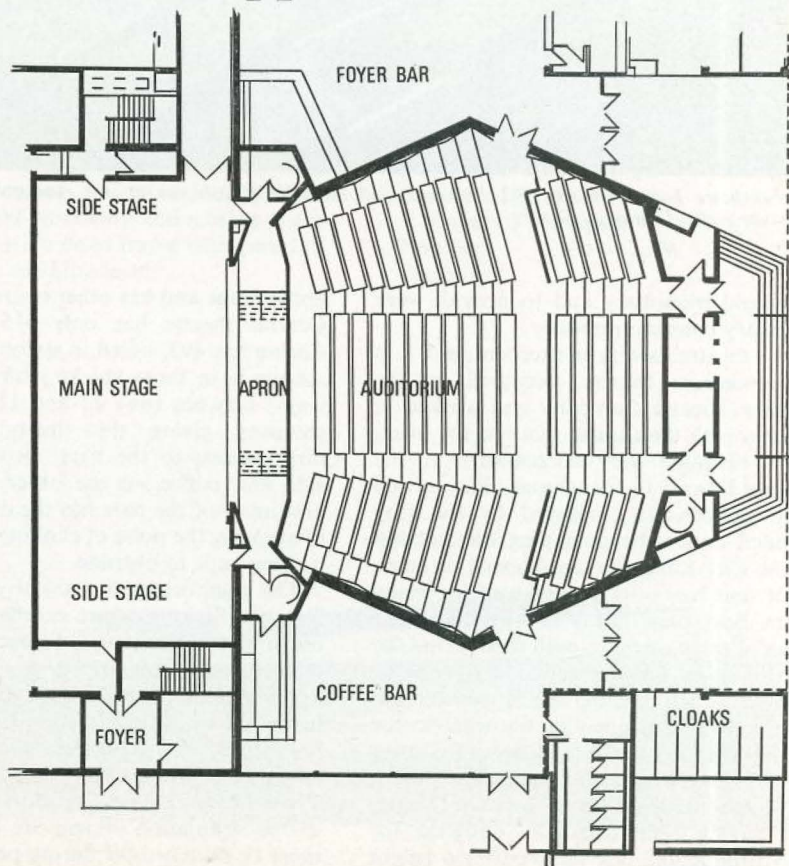 FOYER BAR
SIDE STAGE
MAIN STAGE
APRON
AUDITORIUM
SIDE STAGE
COFFEE BAR
FOYER
CLOAKS